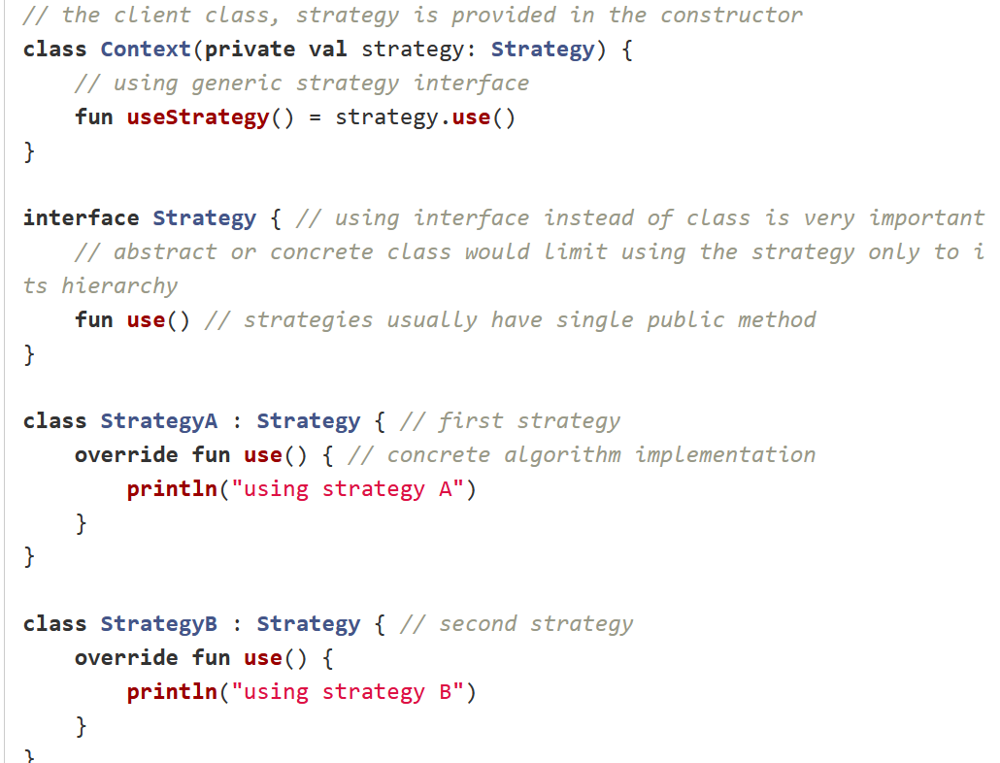 // the client class, strategy is provided in the constructor
class Context(private val strategy: Strategy) {
    // using generic strategy interface
    fun useStrategy() = strategy.use()
}

interface Strategy { // using interface instead of class is very important
    // abstract or concrete class would limit using the strategy only to i
ts hierarchy
    fun use() // strategies usually have single public method
}

class StrategyA : Strategy { // first strategy
    override fun use() { // concrete algorithm implementation
        println("using strategy A")
    }
}

class StrategyB : Strategy { // second strategy
    override fun use() {
        println("using strategy B")
    }
}